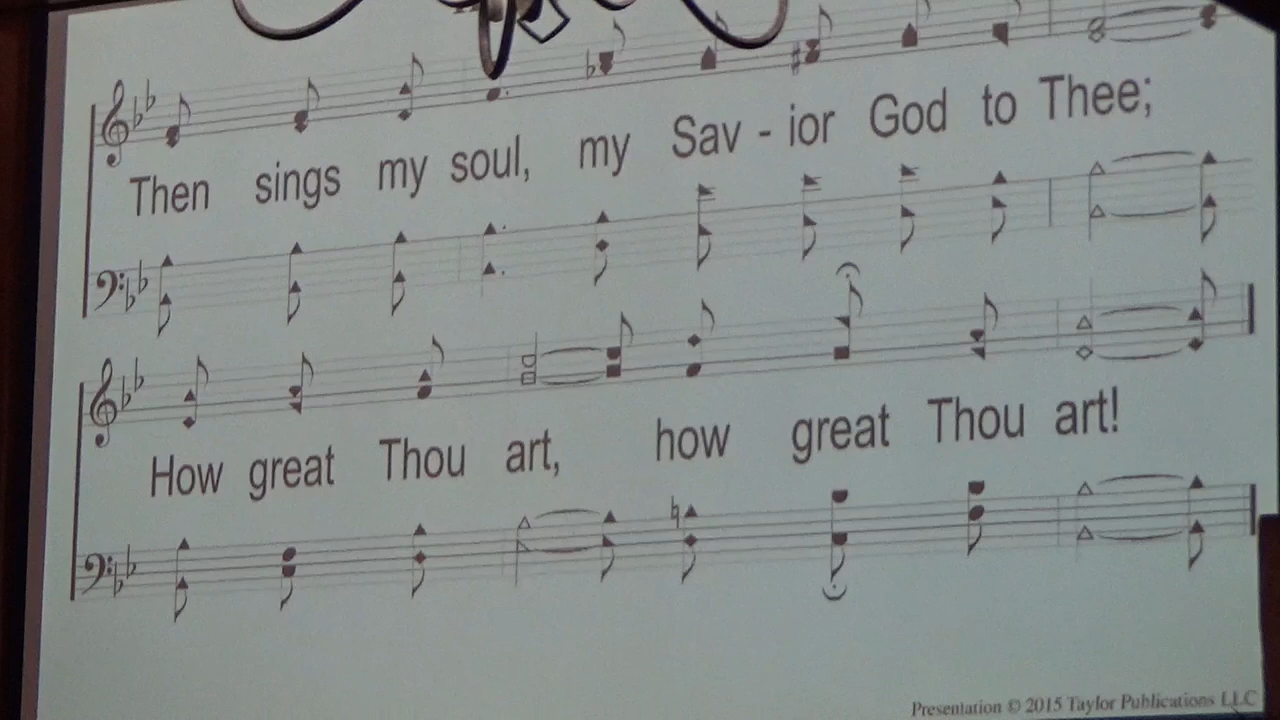 Then sings my soul, my Sav - ior God to Thee;
How great Thou art, how great Thou art!
Presentation © 2015 Taylor Publications LLC